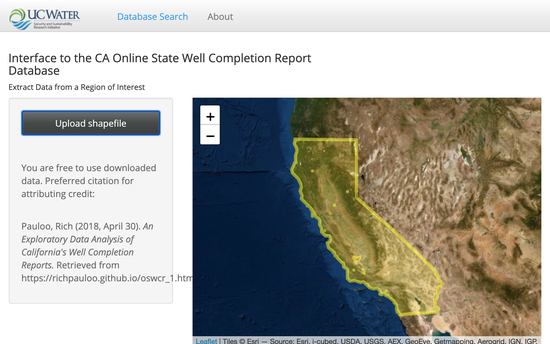 UC WATER
Security and Sustainability
Research Initiative
Database Search
About
Interface to the CA Online State Well Completion Report
Database
Extract Data from a Region of Interest
Upload shapefile
You are free to use downloaded
data. Preferred citation for
attributing credit:
Pauloo, Rich (2018, April 30). An
Exploratory Data Analysis of
California's Well Completion
Reports. Retrieved from
https://richpauloo.github.io/oswcr_1.htm
+
−
Leaflet | Tiles © Esri — Source: Esri, i-cubed, USDA, USGS, AEX, GeoEye, Getmapping, Aerogrid, IGN, IGP,